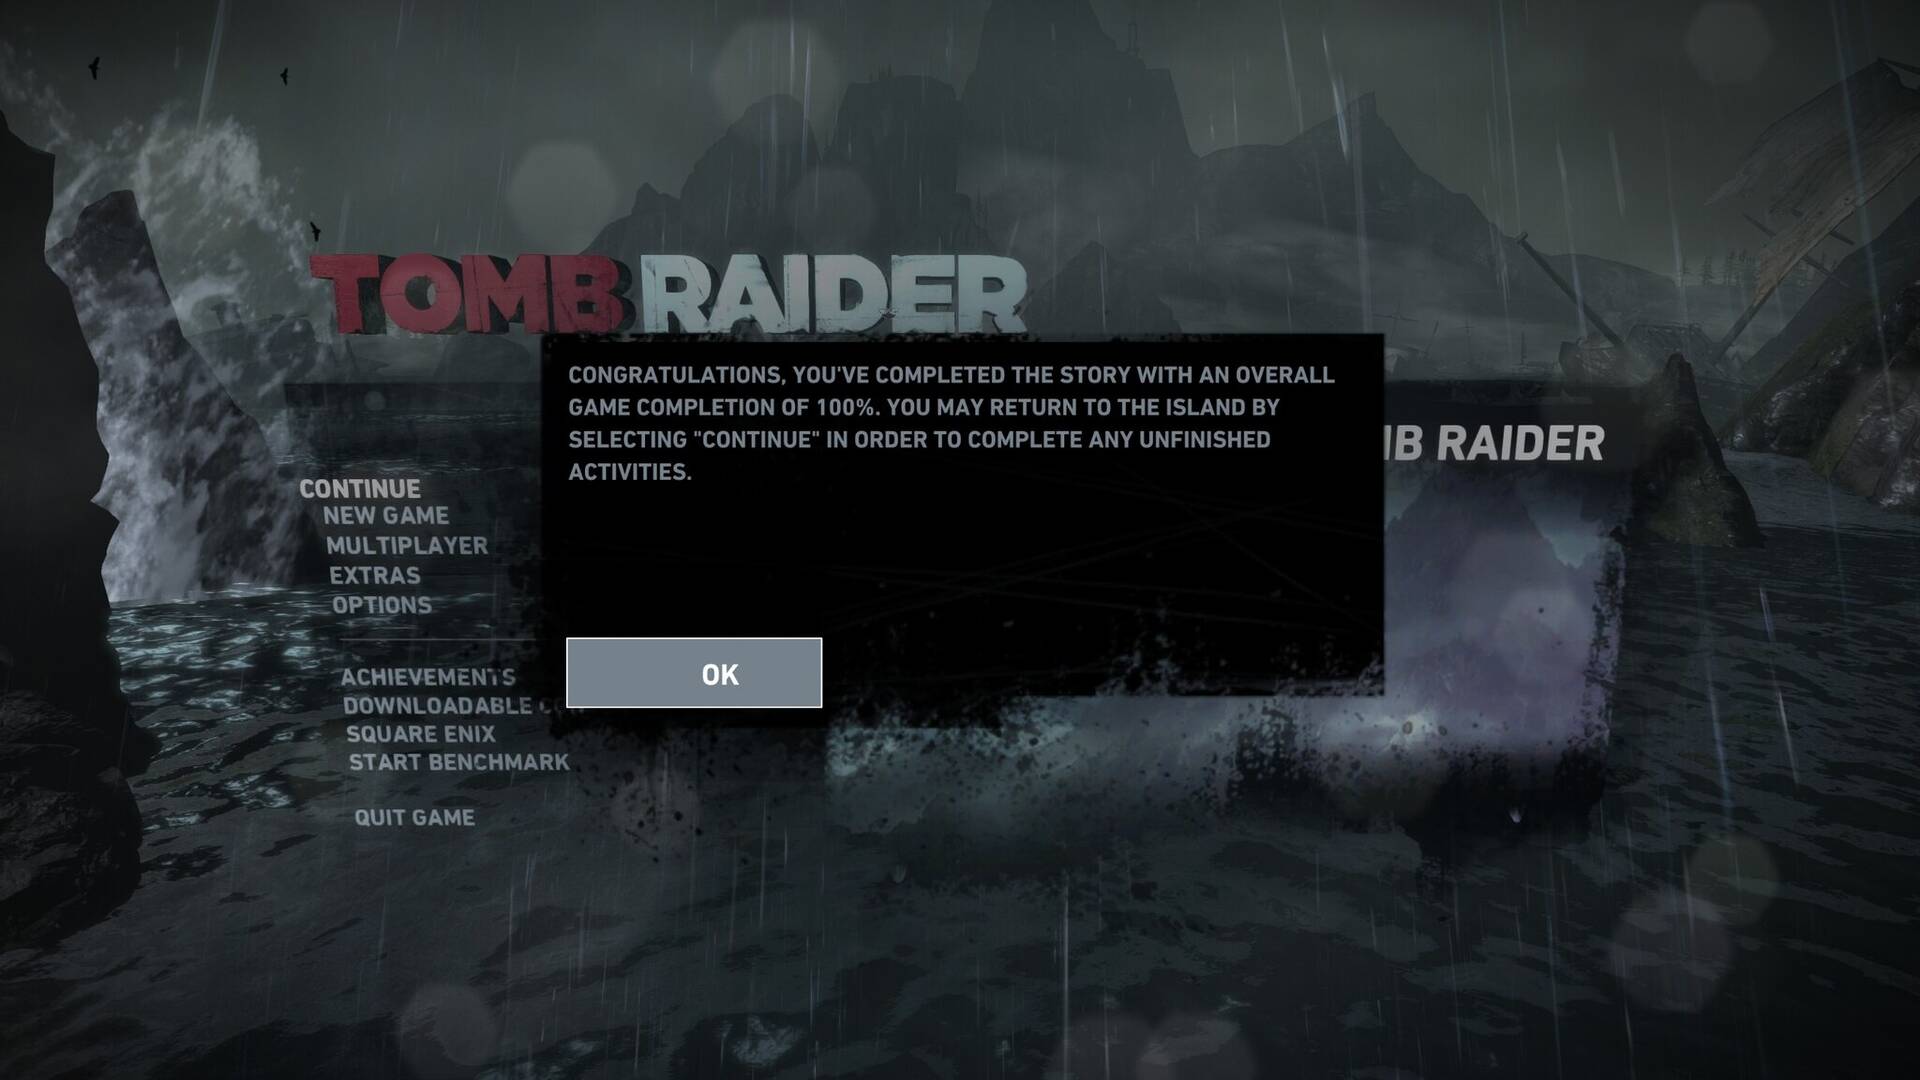 TOMB RAIDER
CONGRATULATIONS, YOU'VE COMPLETED THE STORY WITH AN OVERALL
GAME COMPLETION OF 100%. YOU MAY RETURN TO THE ISLAND BY
SELECTING "CONTINUE" IN ORDER TO COMPLETE ANY UNFINISHED
ACTIVITIES.
OK
RAIDER
CONTINUE
NEW GAME
MULTIPLAYER
EXTRAS
OPTIONS
ACHIEVEMENTS
DOWNLOADABLE
SQUARE ENIX
START BENCHMARK
QUIT GAME